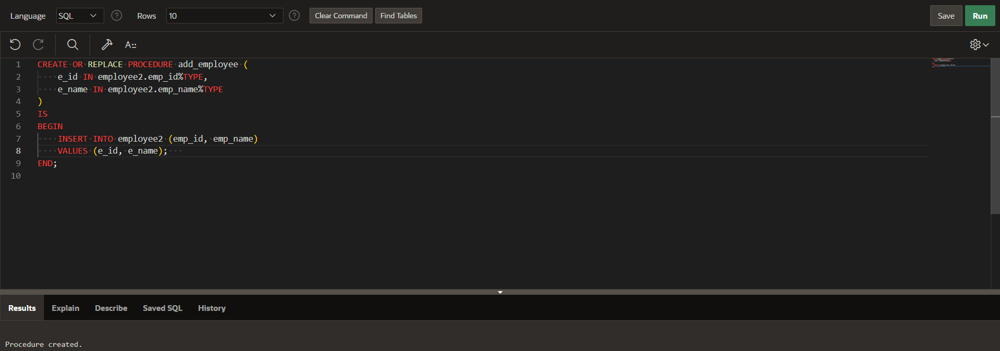 Language SQL ? Rows 10 ? Clear Command Find Tables Save Run
A::
1 CREATE OR REPLACE PROCEDURE add_employee (
2     e_id IN employee2.emp_id%TYPE,
3     e_name IN employee2.emp_name%TYPE
4 )
5 IS
6 BEGIN
7     INSERT INTO employee2 (emp_id, emp_name)
8     VALUES (e_id, e_name);
9 END;
10
Results Explain Describe Saved SQL History
Procedure created.